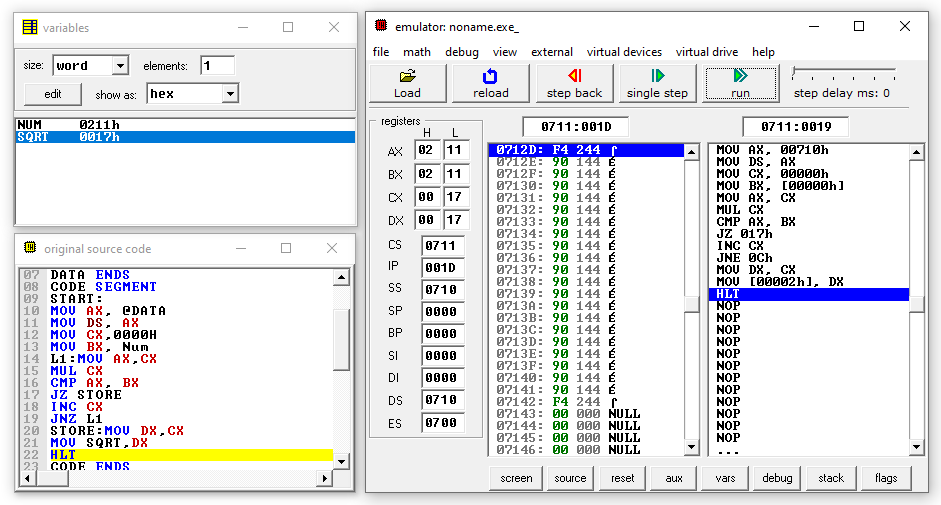 variables
size: word elements: 1
edit show as: hex
NUM 0211h
SQRT 0017h
original source code
07 DATA ENDS
08 CODE SEGMENT
09 START:
10 MOV AX, @DATA
11 MOV DS, AX
12 MOV CX,0000H
13 MOV BX, Num
14 L1:MOV AX,CX
15 MUL CX
16 CMP AX, BX
17 JZ STORE
18 INC CX
19 JNZ L1
20 STORE:MOV DX,CX
21 MOV SQRT,DX
22 HLT
23 CODE ENDS
emulator: noname.exe_
file math debug view external virtual devices virtual drive help
Load reload step back single step run step delay ms: 0
registers
H L
AX 02 11
BX 02 11
CX 00 17
DX 00 17
CS 0711
IP 001D
SS 0710
SP 0000
BP 0000
SI 0000
DI 0000
DS 0710
ES 0700
0711:001D
0712D: F4 244 ⌠
0712E: 90 144 É
0712F: 90 144 É
07130: 90 144 É
07131: 90 144 É
07132: 90 144 É
07133: 90 144 É
07134: 90 144 É
07135: 90 144 É
07136: 90 144 É
07137: 90 144 É
07138: 90 144 É
07139: 90 144 É
0713A: 90 144 É
0713B: 90 144 É
0713C: 90 144 É
0713D: 90 144 É
0713E: 90 144 É
0713F: 90 144 É
07140: 90 144 É
07141: 90 144 É
07142: F4 244 ⌠
07143: 00 000 NULL
07144: 00 000 NULL
07145: 00 000 NULL
07146: 00 000 NULL
0711:0019
MOV AX, 00710h
MOV DS, AX
MOV CX, 00000h
MOV BX, [00000h]
MOV AX, CX
MUL CX
CMP AX, BX
JZ 017h
INC CX
JNE 0Ch
MOV DX, CX
MOV [00002h], DX
HLT
NOP
NOP
NOP
NOP
NOP
NOP
NOP
NOP
NOP
NOP
NOP
NOP
...
screen source reset aux vars debug stack flags